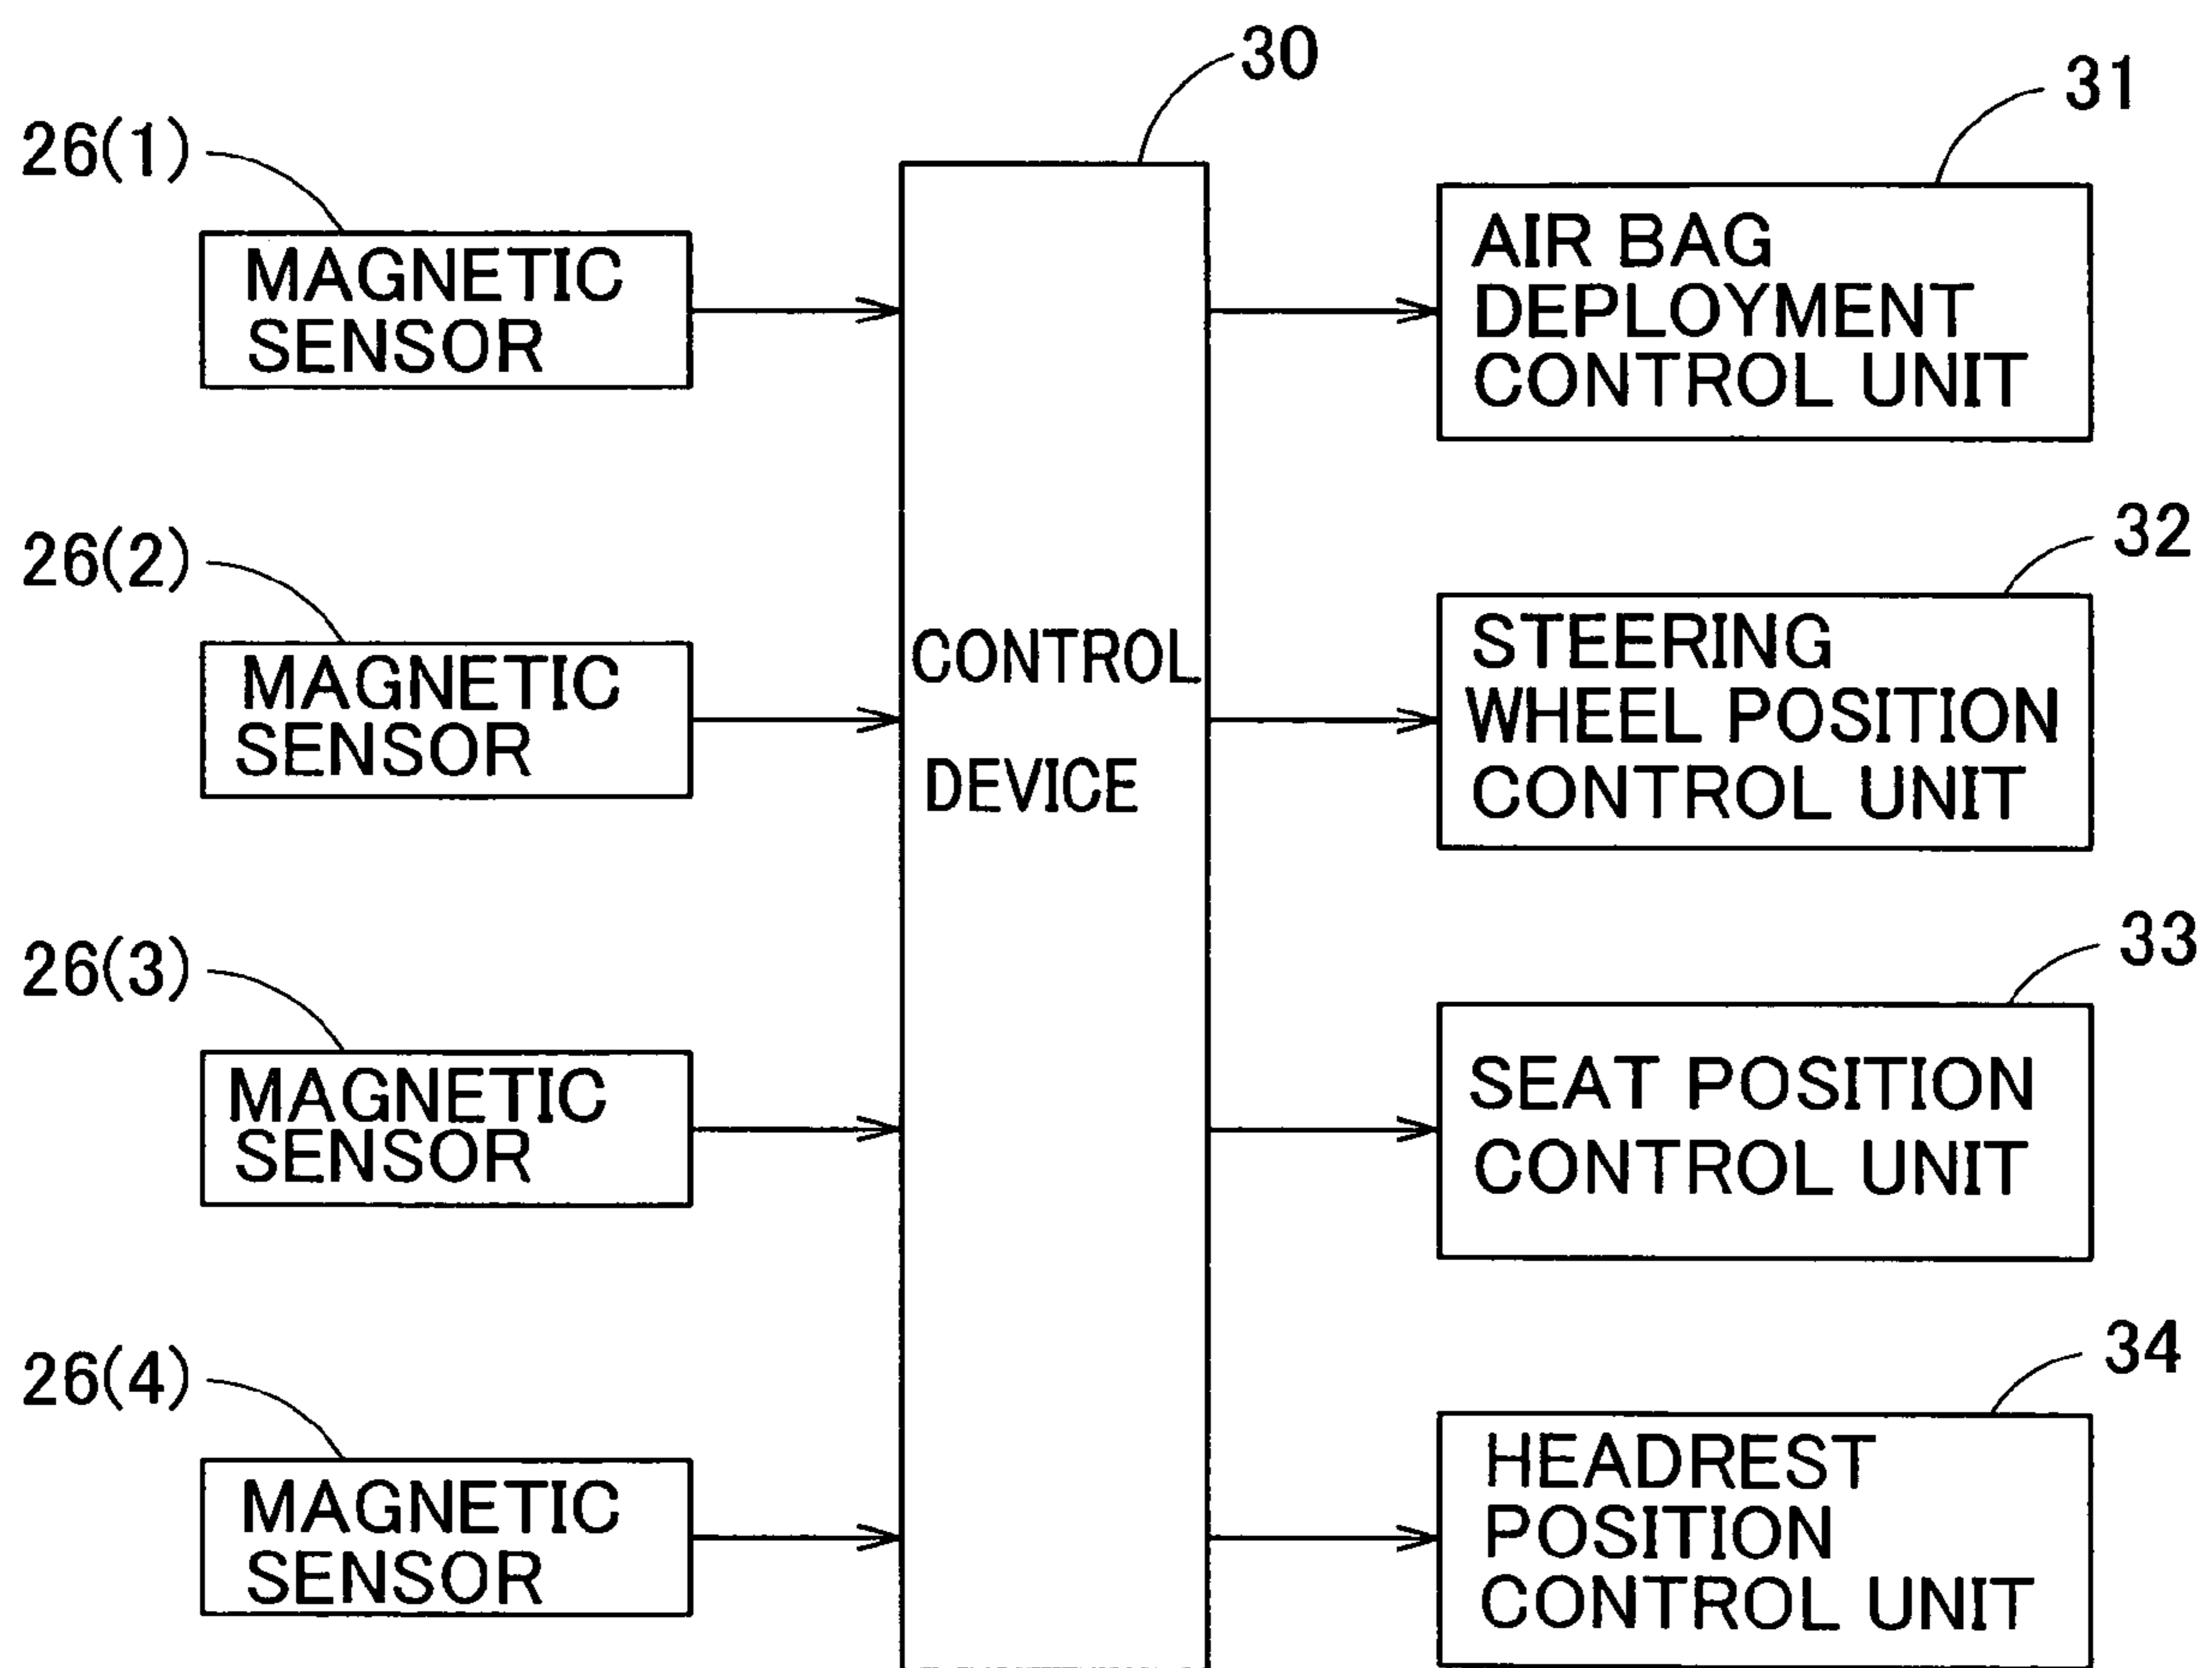 30
31
26(1)
MAGNETIC
SENSOR
AIR BAG
DEPLOYMENT
CONTROL UNIT
26(2)
MAGNETIC
SENSOR
CONTROL
DEVICE
32
STEERING
WHEEL POSITION
CONTROL UNIT
26(3)
MAGNETIC
SENSOR
33
SEAT POSITION
CONTROL UNIT
26(4)
MAGNETIC
SENSOR
34
HEADREST
POSITION
CONTROL UNIT